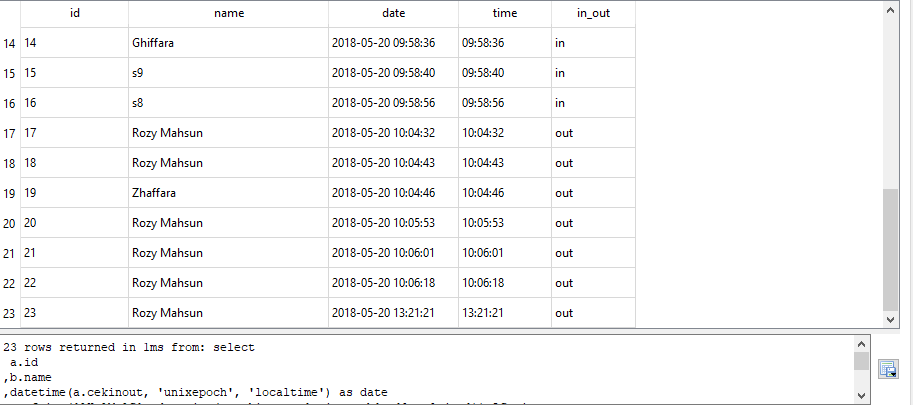 id name date time in_out
14 14 Ghiffara 2018-05-20 09:58:36 09:58:36 in
15 15 s9 2018-05-20 09:58:40 09:58:40 in
16 16 s8 2018-05-20 09:58:56 09:58:56 in
17 17 Rozy Mahsun 2018-05-20 10:04:32 10:04:32 out
18 18 Rozy Mahsun 2018-05-20 10:04:43 10:04:43 out
19 19 Zhaffara 2018-05-20 10:04:46 10:04:46 out
20 20 Rozy Mahsun 2018-05-20 10:05:53 10:05:53 out
21 21 Rozy Mahsun 2018-05-20 10:06:01 10:06:01 out
22 22 Rozy Mahsun 2018-05-20 10:06:18 10:06:18 out
23 23 Rozy Mahsun 2018-05-20 13:21:21 13:21:21 out
23 rows returned in lms from: select
a.id
,b.name
,datetime(a.cekinout, 'unixepoch', 'localtime') as date